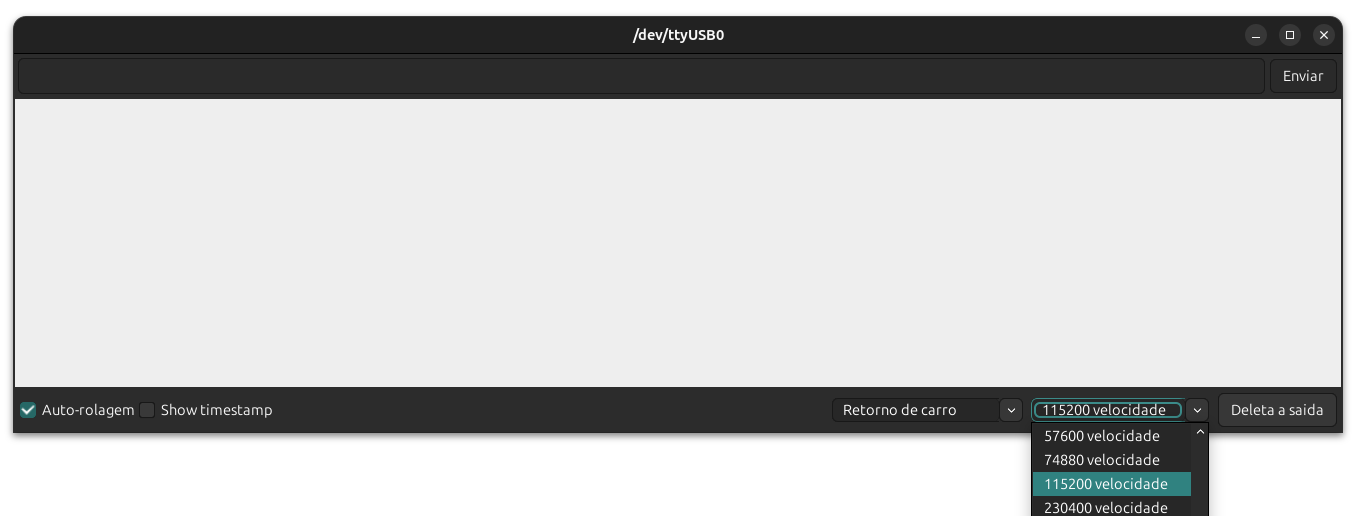 /dev/ttyUSB0
Enviar
Auto-rolagem Show timestamp Retorno de carro 115200 velocidade Deleta a saida
57600 velocidade
74880 velocidade
115200 velocidade
230400 velocidade